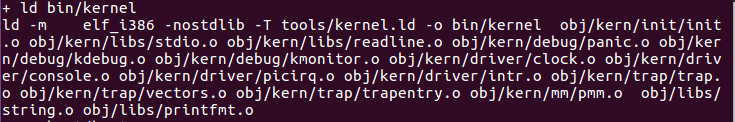 + ld bin/kernel
ld -m    elf_i386 -nostdlib -T tools/kernel.ld -o bin/kernel  obj/kern/init/init
.o obj/kern/libs/stdio.o obj/kern/libs/readline.o obj/kern/debug/panic.o obj/ker
n/debug/kdebug.o obj/kern/debug/kmonitor.o obj/kern/driver/clock.o obj/kern/driv
er/console.o obj/kern/driver/picirq.o obj/kern/driver/intr.o obj/kern/trap/trap.
o obj/kern/trap/vectors.o obj/kern/trap/trapentry.o obj/kern/mm/pmm.o  obj/libs/
string.o obj/libs/printfmt.o